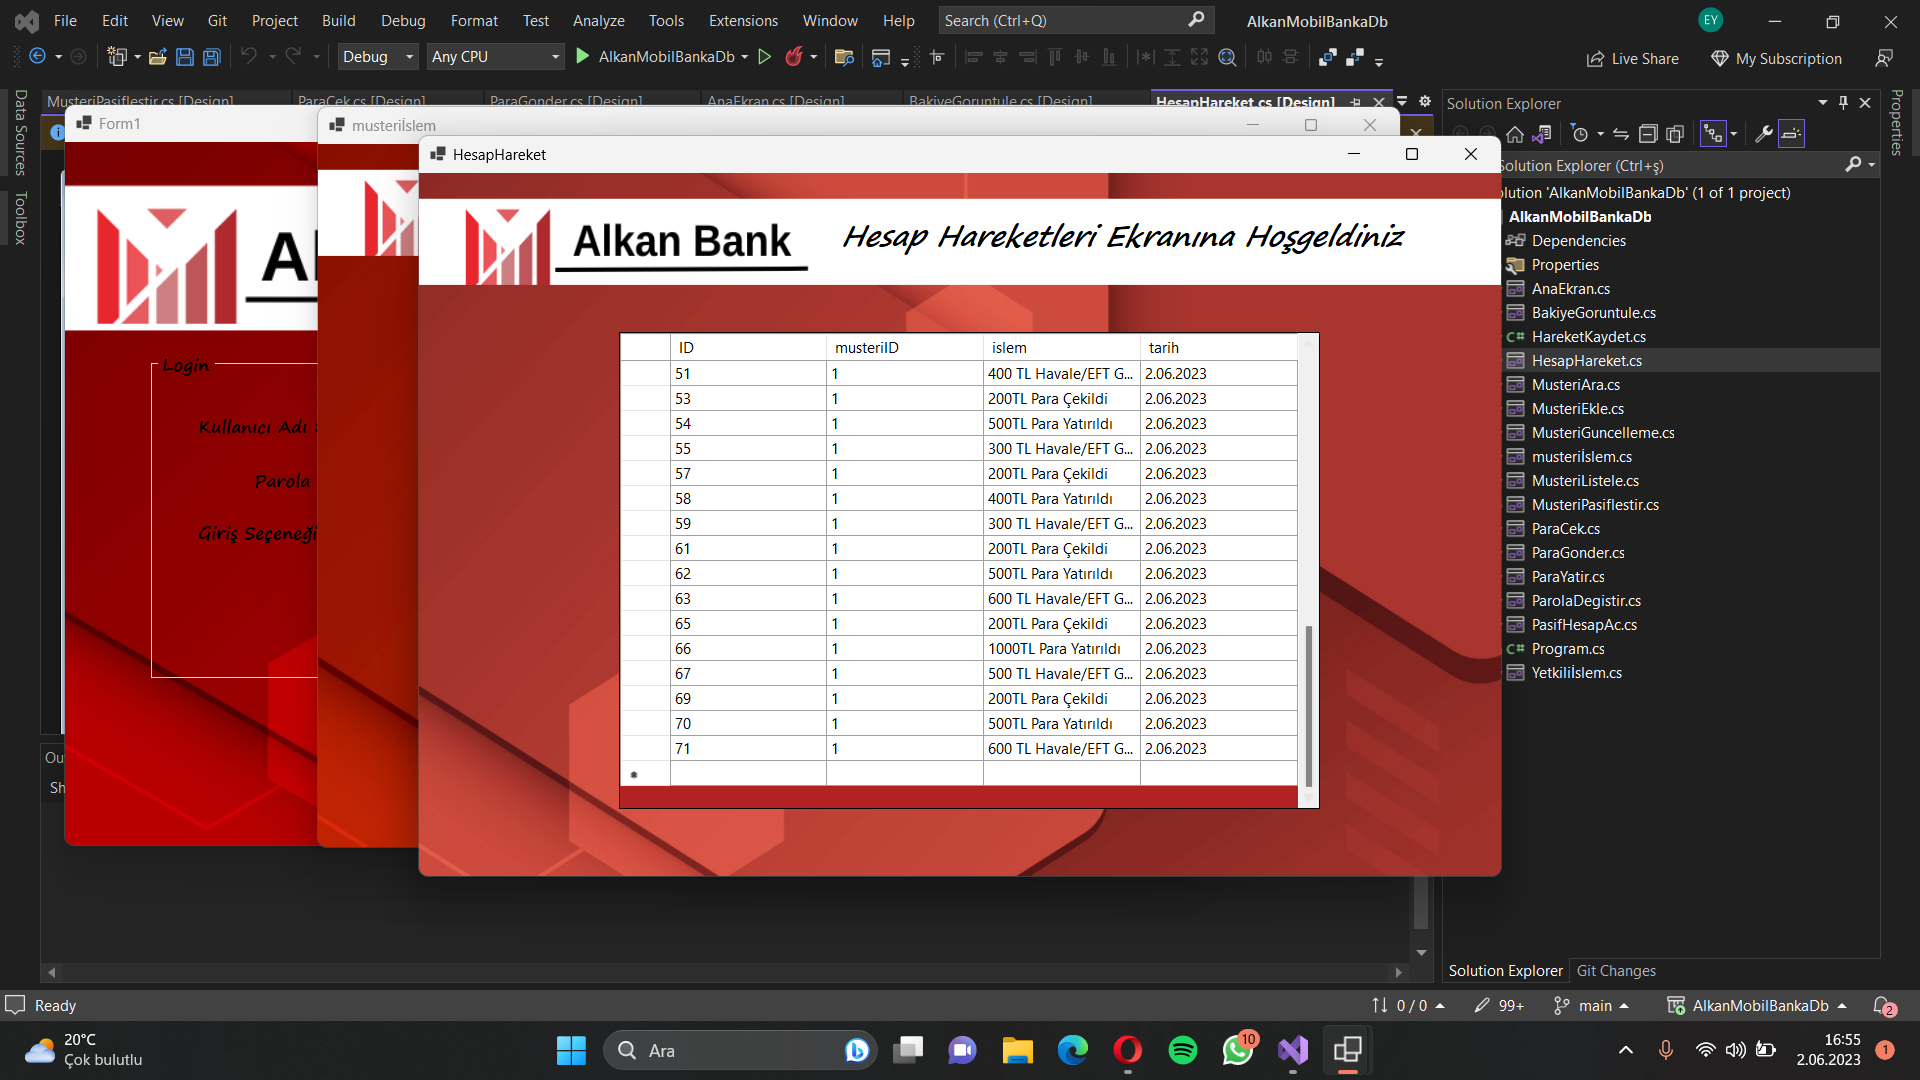 File Edit View Git Project Build Debug Format Test Analyze Tools Extensions Window Help Search (Ctrl+Q) AlkanMobilBankaDb EY
Debug Any CPU AlkanMobilBankaDb Live Share My Subscription
MusteriPasiflestir.cs [Design] ParaCek.cs [Design] ParaGonder.cs [Design] AnaEkran.cs [Design] BakiyeGoruntule.cs [Design] HesapHareket.cs [Design]
Data Sources
Toolbox
Form1
Al
Login
Kullanıcı Adı :
Parola
Giriş Seçeneği
musteriİslem
HesapHareket
Alkan Bank Hesap Hareketleri Ekranına Hoşgeldiniz
ID musteriID islem tarih
51 1 400 TL Havale/EFT G... 2.06.2023
53 1 200TL Para Çekildi 2.06.2023
54 1 500TL Para Yatırıldı 2.06.2023
55 1 300 TL Havale/EFT G... 2.06.2023
57 1 200TL Para Çekildi 2.06.2023
58 1 400TL Para Yatırıldı 2.06.2023
59 1 300 TL Havale/EFT G... 2.06.2023
61 1 200TL Para Çekildi 2.06.2023
62 1 500TL Para Yatırıldı 2.06.2023
63 1 600 TL Havale/EFT G... 2.06.2023
65 1 200TL Para Çekildi 2.06.2023
66 1 1000TL Para Yatırıldı 2.06.2023
67 1 500 TL Havale/EFT G... 2.06.2023
69 1 200TL Para Çekildi 2.06.2023
70 1 500TL Para Yatırıldı 2.06.2023
71 1 600 TL Havale/EFT G... 2.06.2023
Ou
Sh
Solution Explorer
Solution Explorer (Ctrl+ş)
olution 'AlkanMobilBankaDb' (1 of 1 project)
AlkanMobilBankaDb
Dependencies
Properties
AnaEkran.cs
BakiyeGoruntule.cs
C# HareketKaydet.cs
HesapHareket.cs
MusteriAra.cs
MusteriEkle.cs
MusteriGuncelleme.cs
musteriİslem.cs
MusteriListele.cs
MusteriPasiflestir.cs
ParaCek.cs
ParaGonder.cs
ParaYatir.cs
ParolaDegistir.cs
PasifHesapAc.cs
C# Program.cs
Yetkiliİslem.cs
Solution Explorer Git Changes
Properties
Ready 0 / 0 99+ main AlkanMobilBankaDb 2
20°C
Çok bulutlu
Ara
10
16:55
2.06.2023
1